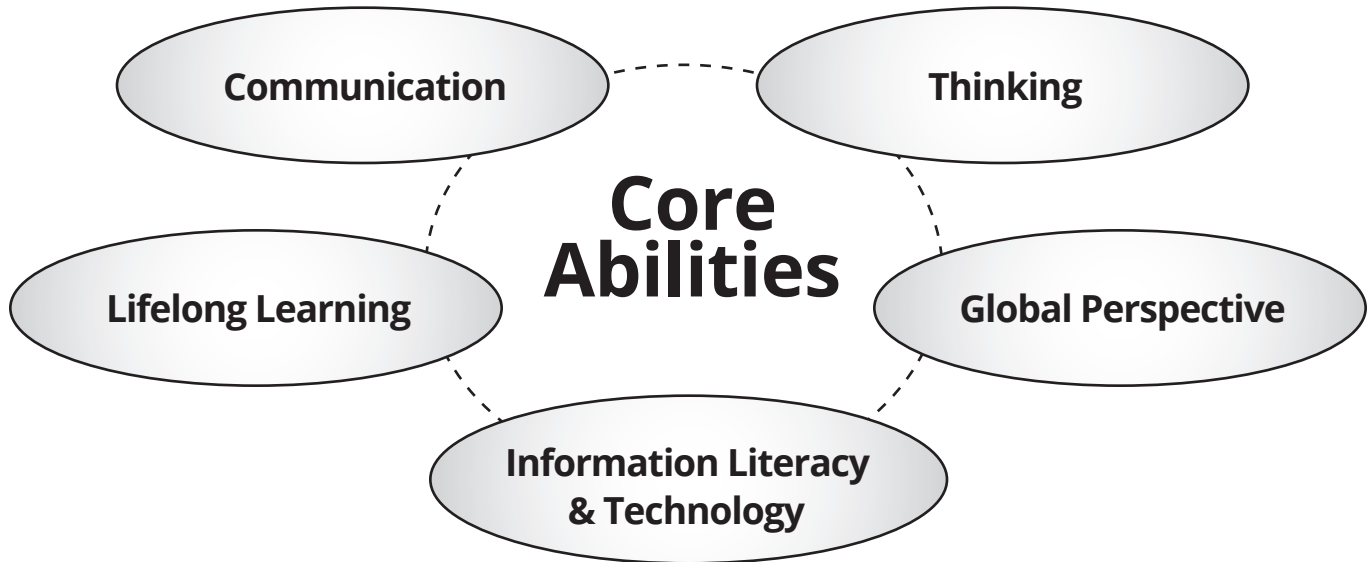 Communication
Thinking
Core
Abilities
Lifelong Learning
Global Perspective
Information Literacy
& Technology